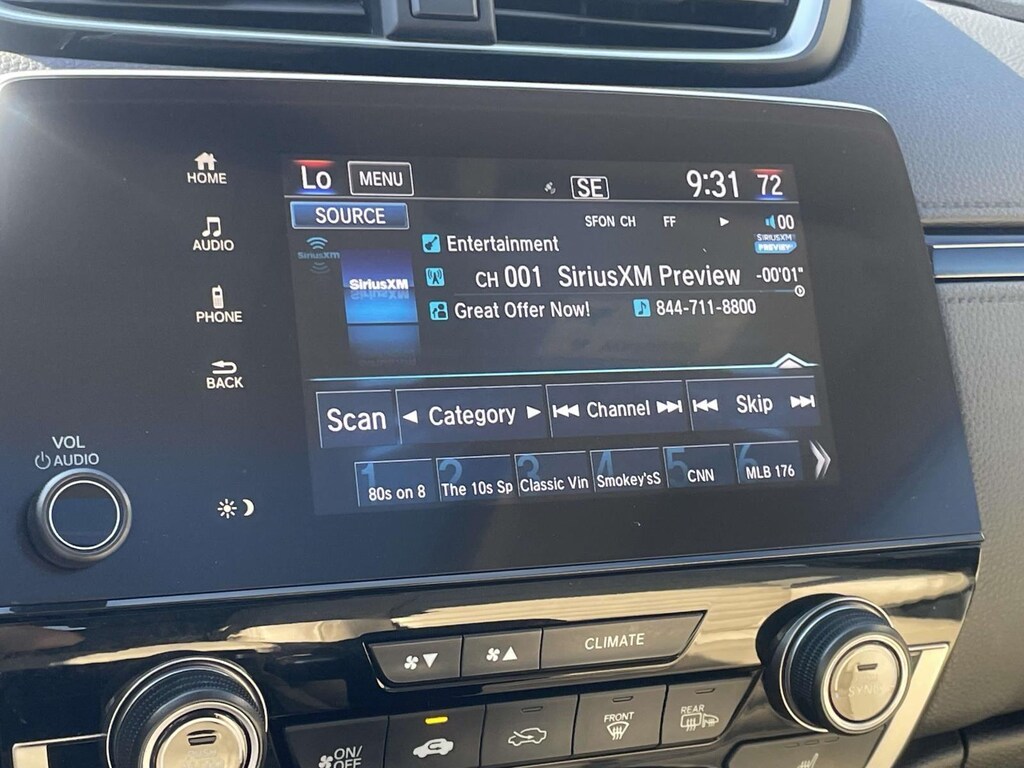 Lo MENU SE 9:31 72
HOME
SOURCE
SFON CH FF 00
AUDIO
SiriusXM
Entertainment
SIRIUSXM
PREVIEW
SiriusXM
CH 001 SiriusXM Preview -00'01"
PHONE
Great Offer Now! 844-711-8800
BACK
Scan Category Channel Skip
VOL
AUDIO
1 2 3 4 5 6
80s on 8 The 10s Sp Classic Vin Smokey'sS CNN MLB 176
CLIMATE
SYNC
ON/
OFF
FRONT
REAR